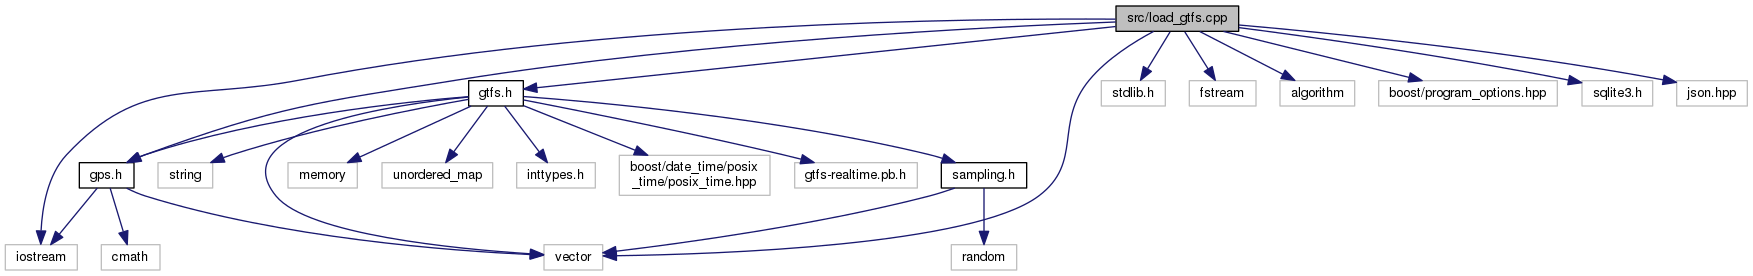 src/load_gtfs.cpp
gtfs.h
stdlib.h
fstream
algorithm
boost/program_options.hpp
sqlite3.h
json.hpp
gps.h
string
memory
unordered_map
inttypes.h
boost/date_time/posix
_time/posix_time.hpp
gtfs-realtime.pb.h
sampling.h
iostream
cmath
vector
random